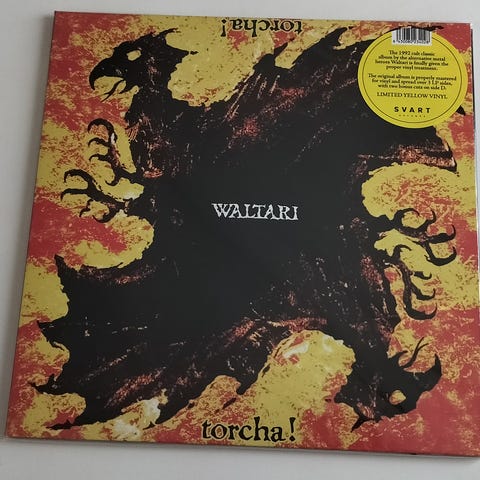 torcha!
The 1992 cult classic
album by the alternative metal
heroes Waltari is finally given the
proper vinyl treatment.
The original album is properly mastered
for vinyl and spread over 3 LP sides,
with two bonus cuts on side D.
LIMITED YELLOW VINYL
SVART
RECORDS
WALTARI
torcha!